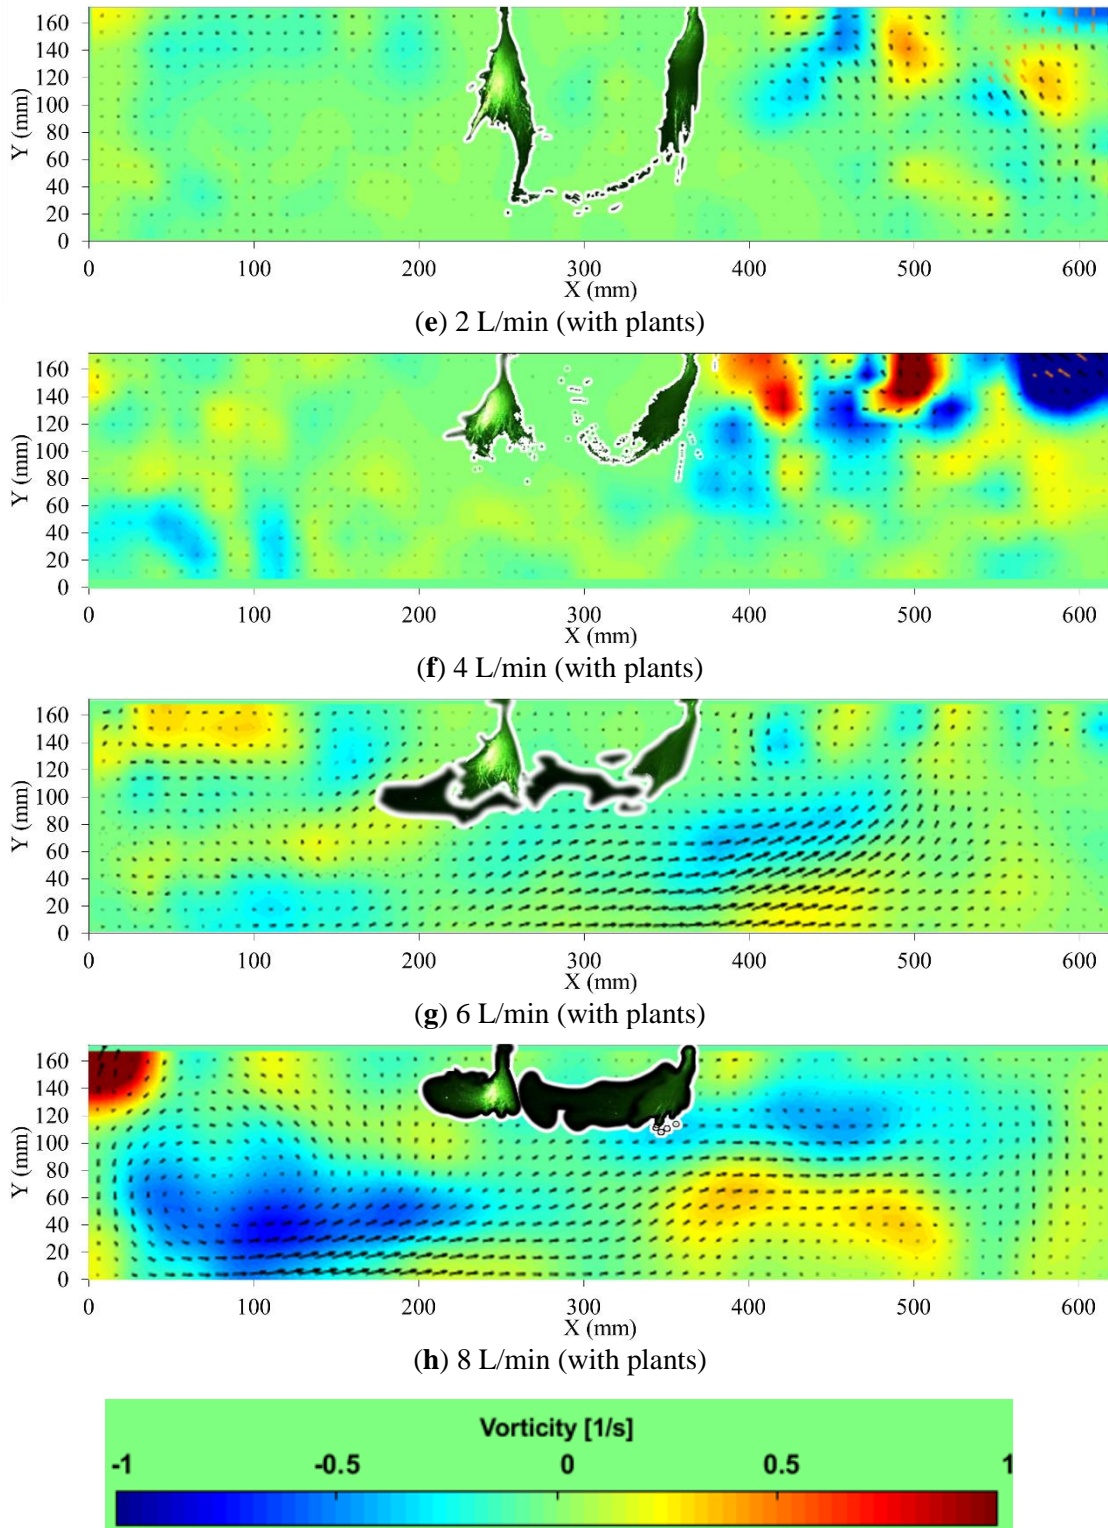 160
140
120
100
80
60
40
20
0
Y (mm)
0 100 200 300 400 500 600
X (mm)
(e) 2 L/min (with plants)
160
140
120
100
80
60
40
20
0
Y (mm)
0 100 200 300 400 500 600
X (mm)
(f) 4 L/min (with plants)
160
140
120
100
80
60
40
20
0
Y (mm)
0 100 200 300 400 500 600
X (mm)
(g) 6 L/min (with plants)
160
140
120
100
80
60
40
20
0
Y (mm)
0 100 200 300 400 500 600
X (mm)
(h) 8 L/min (with plants)
Vorticity [1/s]
-1 -0.5 0 0.5 1